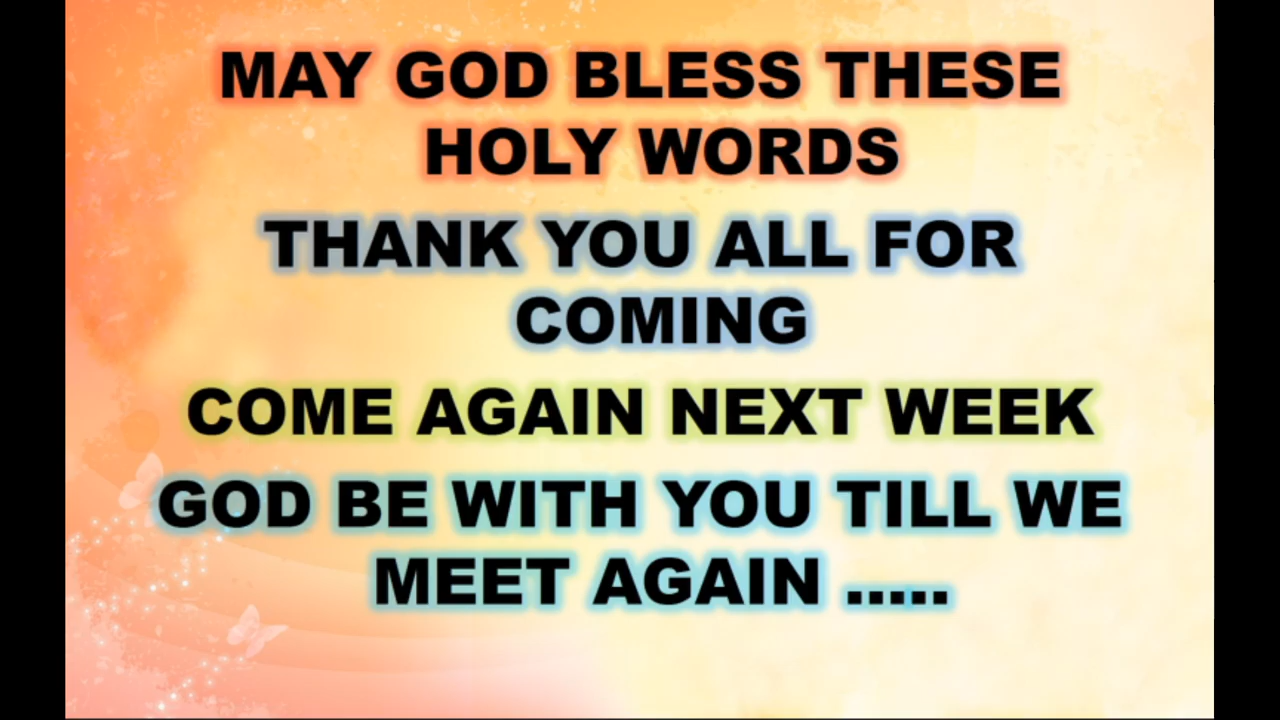 MAY GOD BLESS THESE
HOLY WORDS
THANK YOU ALL FOR
COMING
COME AGAIN NEXT WEEK
GOD BE WITH YOU TILL WE
MEET AGAIN .....